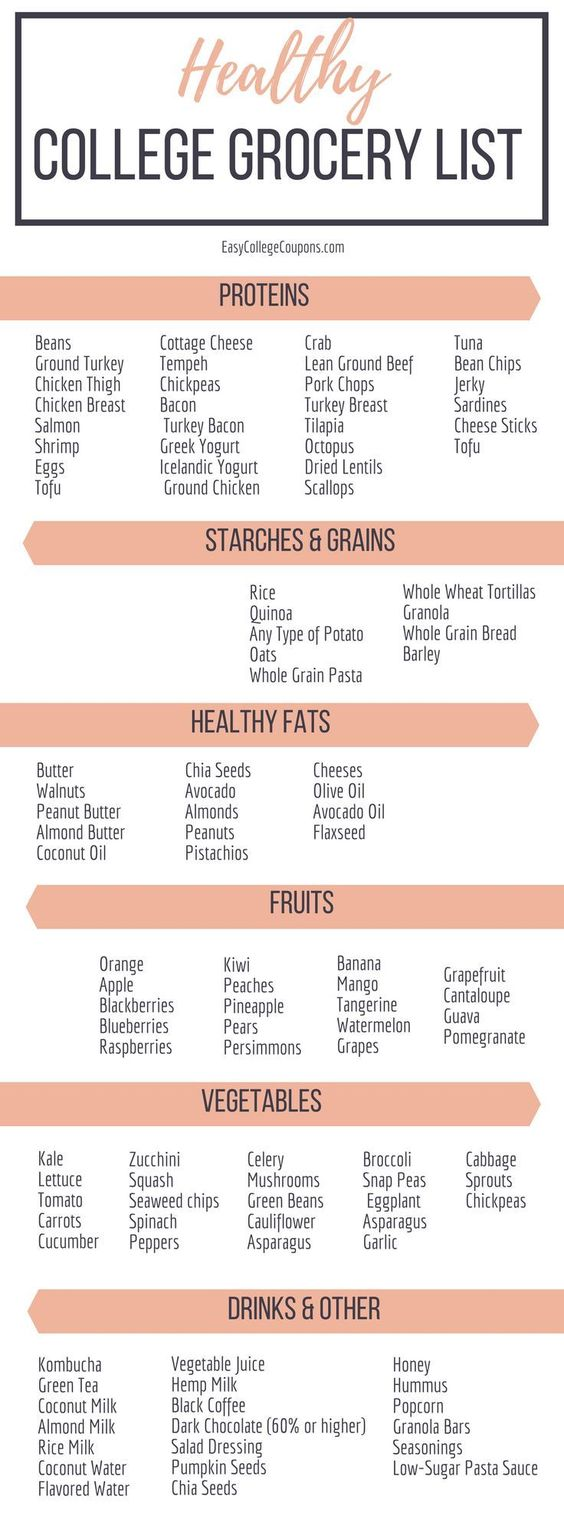 Healthy
COLLEGE GROCERY LIST
EasyCollegeCoupons.com
PROTEINS
Beans
Ground Turkey
Chicken Thigh
Chicken Breast
Salmon
Shrimp
Eggs
Tofu
Cottage Cheese
Tempeh
Chickpeas
Bacon
Turkey Bacon
Greek Yogurt
Icelandic Yogurt
Ground Chicken
Crab
Lean Ground Beef
Pork Chops
Turkey Breast
Tilapia
Octopus
Dried Lentils
Scallops
Tuna
Bean Chips
Jerky
Sardines
Cheese Sticks
Tofu
STARCHES & GRAINS
Rice
Quinoa
Any Type of Potato
Oats
Whole Grain Pasta
Whole Wheat Tortillas
Granola
Whole Grain Bread
Barley
HEALTHY FATS
Butter
Walnuts
Peanut Butter
Almond Butter
Coconut Oil
Chia Seeds
Avocado
Almonds
Peanuts
Pistachios
Cheeses
Olive Oil
Avocado Oil
Flaxseed
FRUITS
Orange
Apple
Blackberries
Blueberries
Raspberries
Kiwi
Peaches
Pineapple
Pears
Persimmons
Banana
Mango
Tangerine
Watermelon
Grapes
Grapefruit
Cantaloupe
Guava
Pomegranate
VEGETABLES
Kale
Lettuce
Tomato
Carrots
Cucumber
Zucchini
Squash
Seaweed chips
Spinach
Peppers
Celery
Mushrooms
Green Beans
Cauliflower
Asparagus
Broccoli
Snap Peas
Eggplant
Asparagus
Garlic
Cabbage
Sprouts
Chickpeas
DRINKS & OTHER
Kombucha
Green Tea
Coconut Milk
Almond Milk
Rice Milk
Coconut Water
Flavored Water
Vegetable Juice
Hemp Milk
Black Coffee
Dark Chocolate (60% or higher)
Salad Dressing
Pumpkin Seeds
Chia Seeds
Honey
Hummus
Popcorn
Granola Bars
Seasonings
Low-Sugar Pasta Sauce